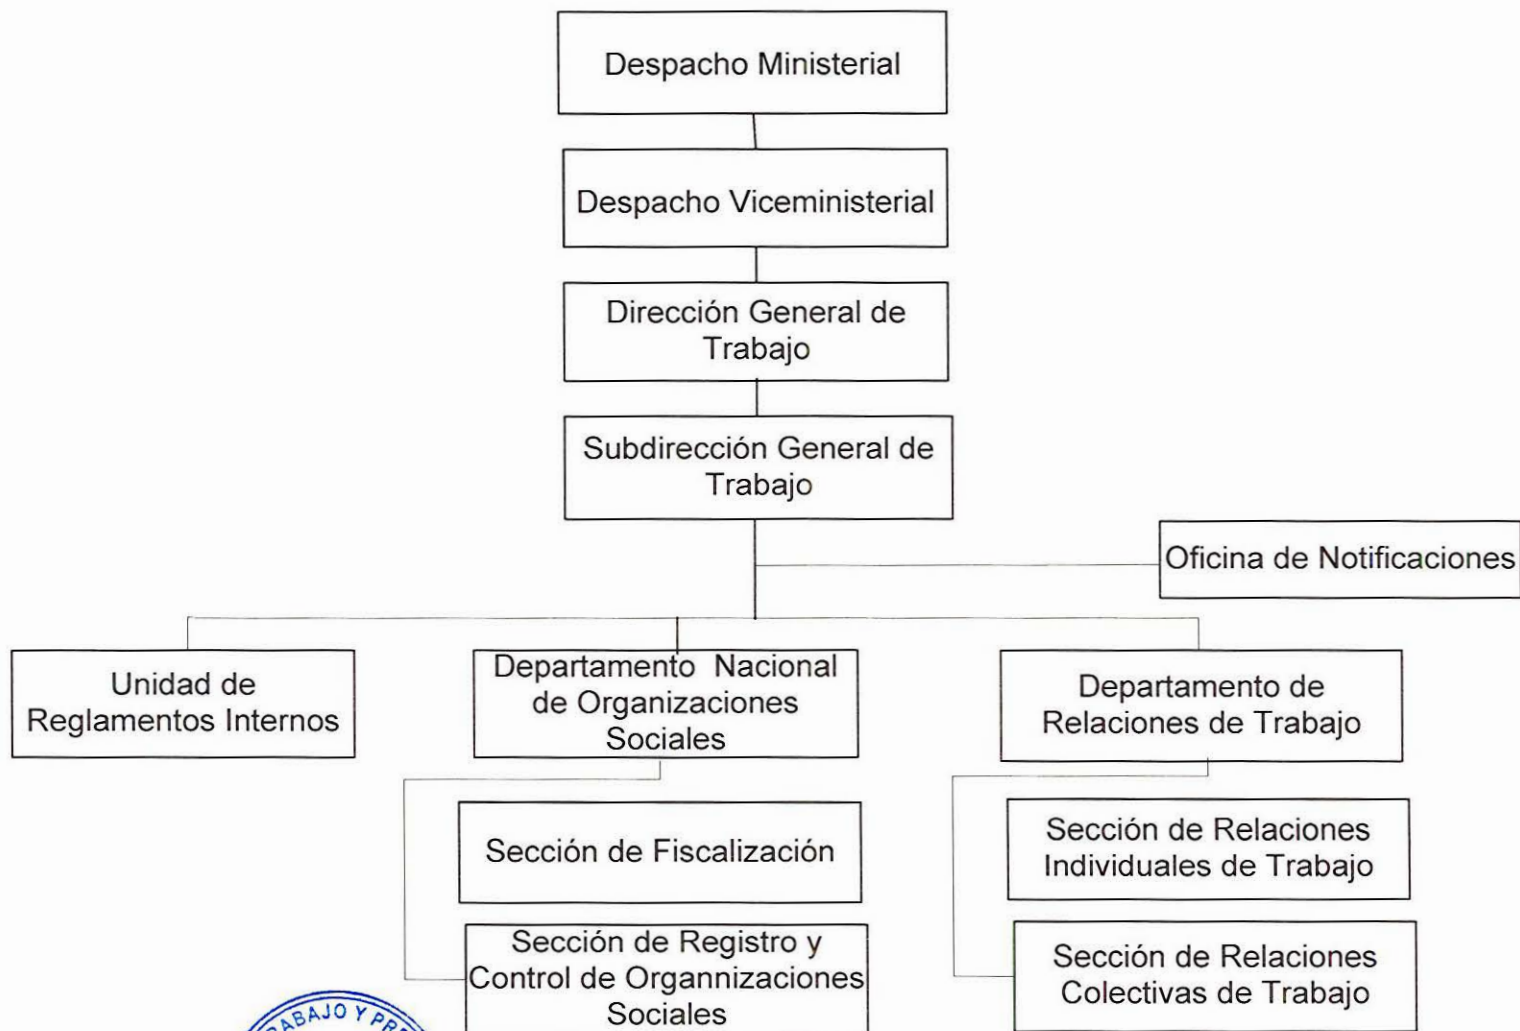 Despacho Ministerial
Despacho Viceministerial
Dirección General de
Trabajo
Subdirección General de
Trabajo
Oficina de Notificaciones
Unidad de
Reglamentos Internos
Departamento Nacional
de Organizaciones
Sociales
Departamento de
Relaciones de Trabajo
Sección de Fiscalización
Sección de Registro y
Control de Organnizaciones
Sociales
Sección de Relaciones
Individuales de Trabajo
Sección de Relaciones
Colectivas de Trabajo
TRABAJO Y